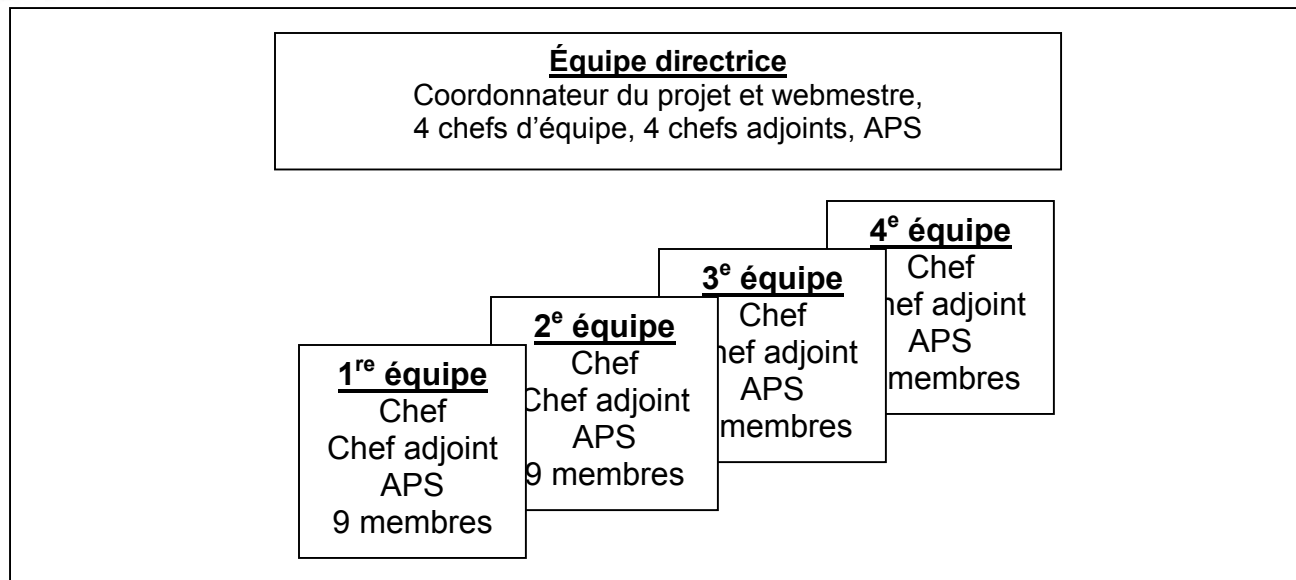 Équipe directrice
Coordonnateur du projet et webmestre,
4 chefs d’équipe, 4 chefs adjoints, APS
1re équipe
Chef
Chef adjoint
APS
9 membres
2e équipe
Chef
Chef adjoint
APS
9 membres
3e équipe
Chef
hef adjoint
APS
membres
4e équipe
Chef
hef adjoint
APS
membres